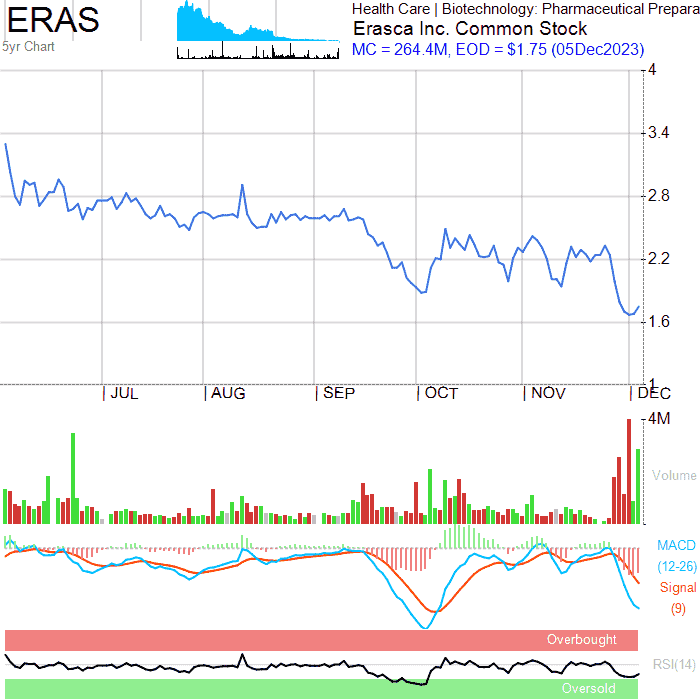 ERAS
Health Care | Biotechnology: Pharmaceutical Prepara
Erasca Inc. Common Stock
5yr Chart
MC = 264.4M, EOD = $1.75 (05Dec2023)
4
3.4
2.8
2.2
1.6
1
JUL AUG SEP OCT NOV DEC
4M
Volume
MACD
(12-26)
Signal
(9)
Overbought
RSI(14)
Oversold